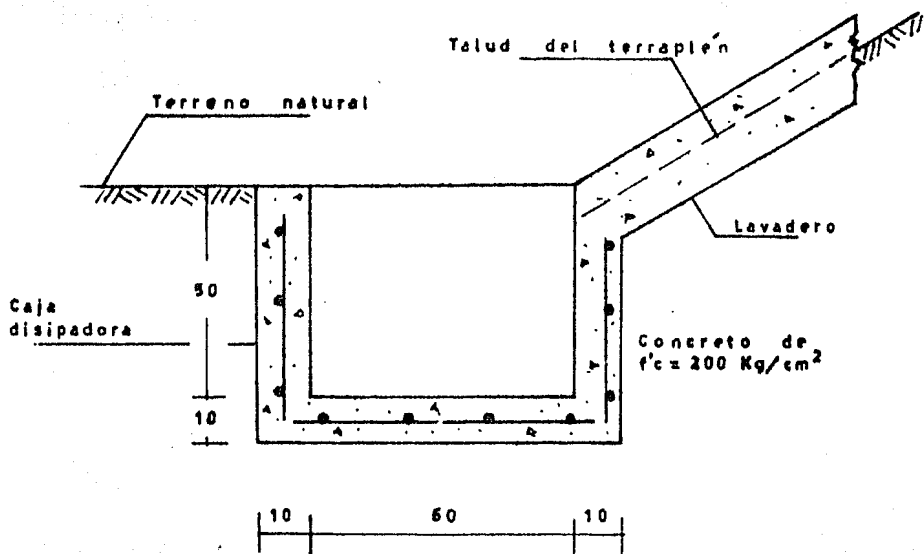 Talud del terraplén
Terreno natural
Lavadero
50
Caja
disipadora
Concreto de
f'c = 200 Kg/cm²
10
10 60 10